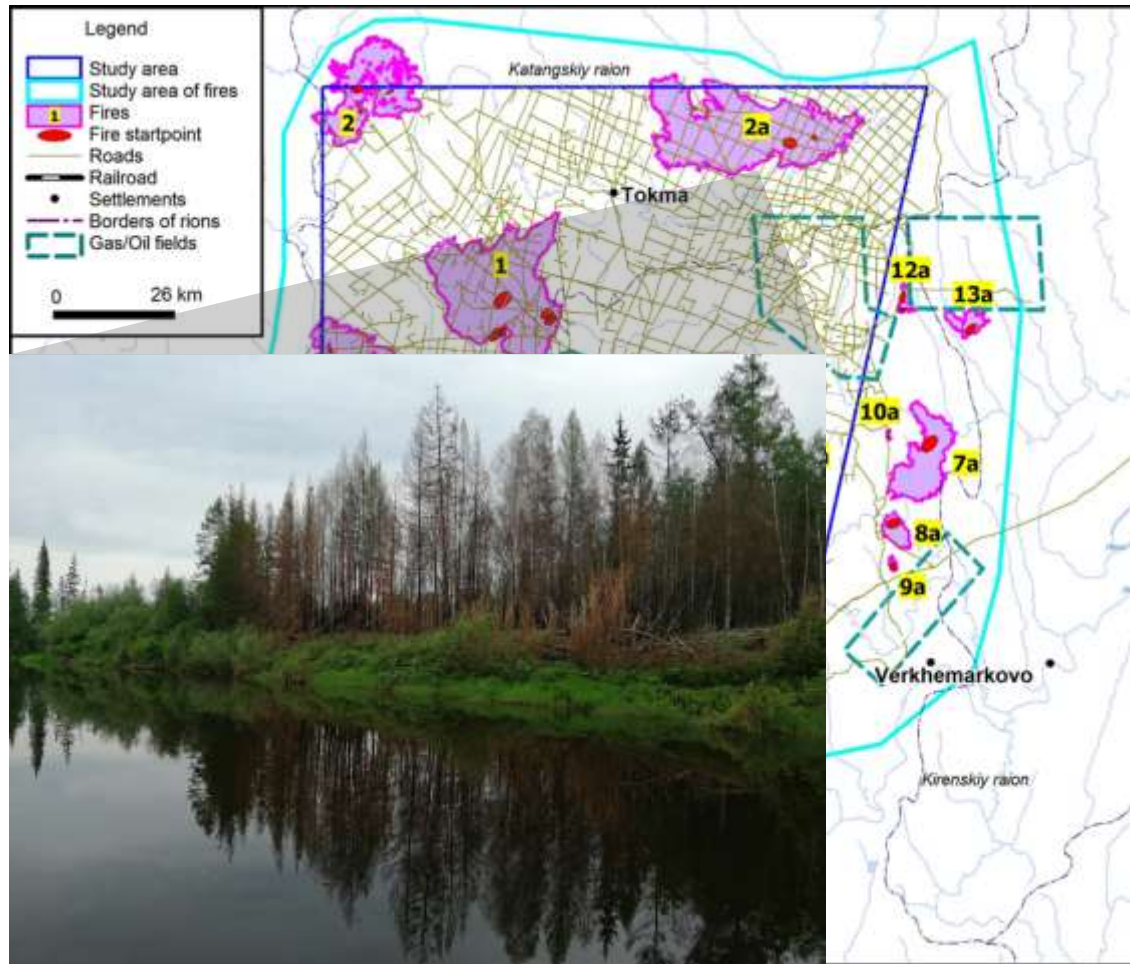 Legend
Study area
Study area of fires
1
Fires
Fire startpoint
Roads
Railroad
Settlements
Borders of rions
Gas/Oil fields
0 26 km
Katangskiy raion
2
2a
Tokma
1
12a
13a
10a
7a
8a
9a
Verkhemarkovo
Kirenskiy raion